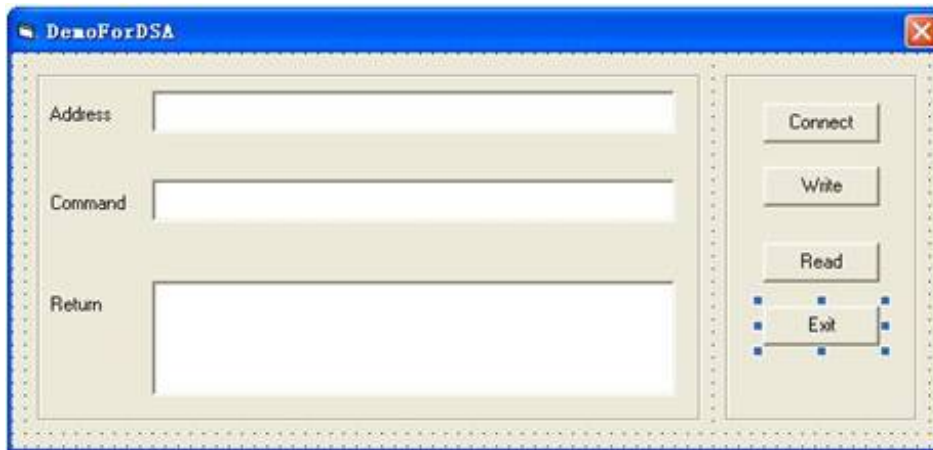 DemoForDSA
Address
Connect
Command
Write
Read
Return
Exit